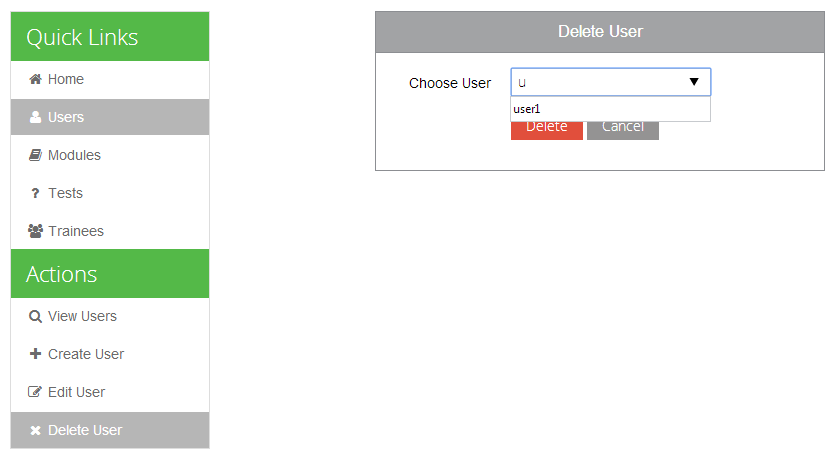 Quick Links
Home
Users
Modules
Tests
Trainees
Actions
View Users
Create User
Edit User
Delete User
Delete User
Choose User
u
user1
Delete
Cancel